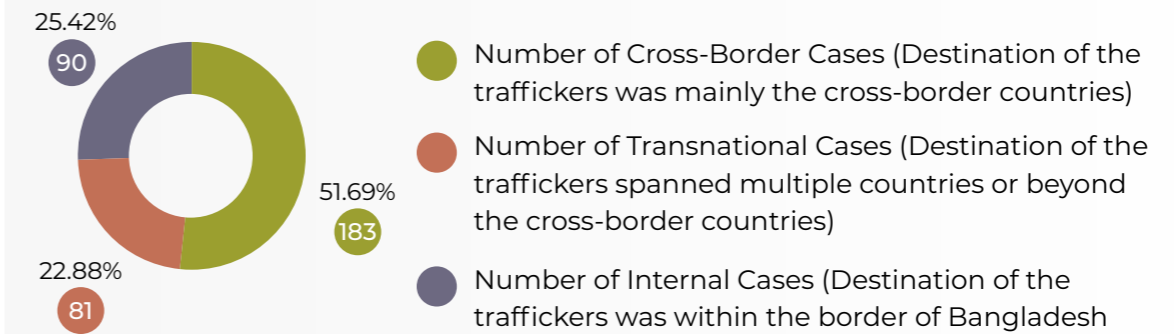 25.42%
90
51.69%
183
22.88%
81
Number of Cross-Border Cases (Destination of the
traffickers was mainly the cross-border countries)
Number of Transnational Cases (Destination of the
traffickers spanned multiple countries or beyond
the cross-border countries)
Number of Internal Cases (Destination of the
traffickers was within the border of Bangladesh